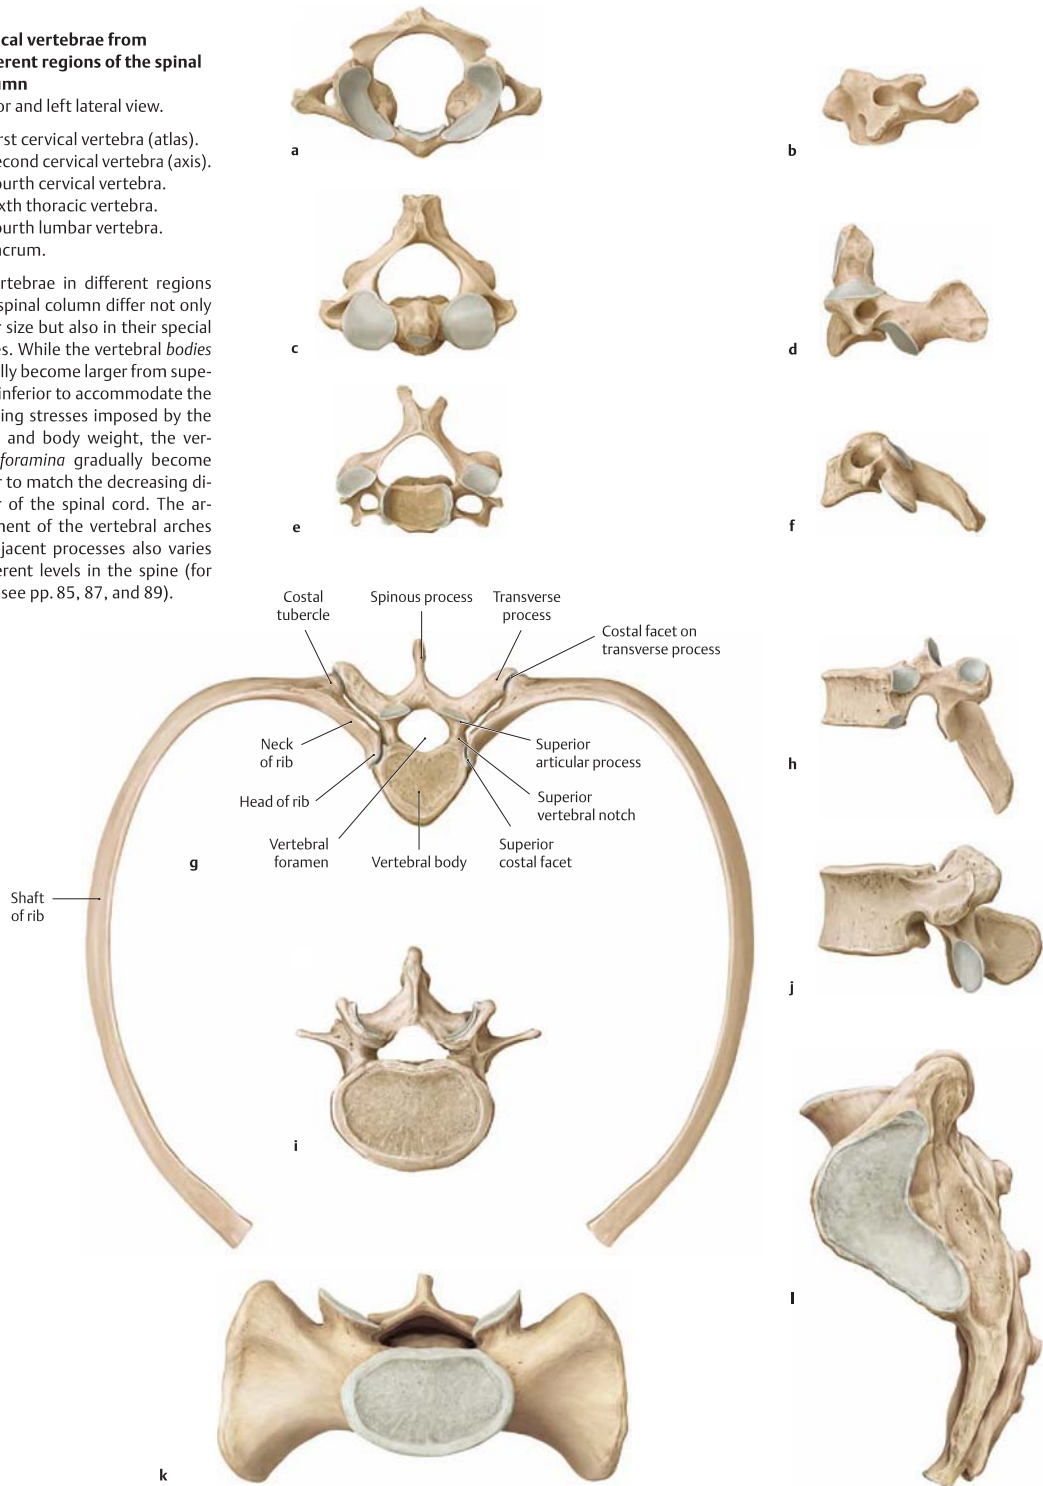 ical vertebrae from
erent regions of the spinal
umn
or and left lateral view.
rst cervical vertebra (atlas).
econd cervical vertebra (axis).
ourth cervical vertebra.
xth thoracic vertebra.
ourth lumbar vertebra.
acrum.
rtebrae in different regions
spinal column differ not only
r size but also in their special
es. While the vertebral bodies
lly become larger from supe-
inferior to accommodate the
ing stresses imposed by the
and body weight, the ver-
foramina gradually become
r to match the decreasing di-
r of the spinal cord. The ar-
ment of the vertebral arches
djacent processes also varies
erent levels in the spine (for
see pp. 85, 87, and 89).
a
b
c
d
e
f
Costal
tubercle
Spinous process
Transverse
process
Costal facet on
transverse process
Neck
of rib
Superior
articular process
Head of rib
Superior
vertebral notch
Vertebral
foramen
Vertebral body
Superior
costal facet
g
h
Shaft
of rib
i
j
k
l